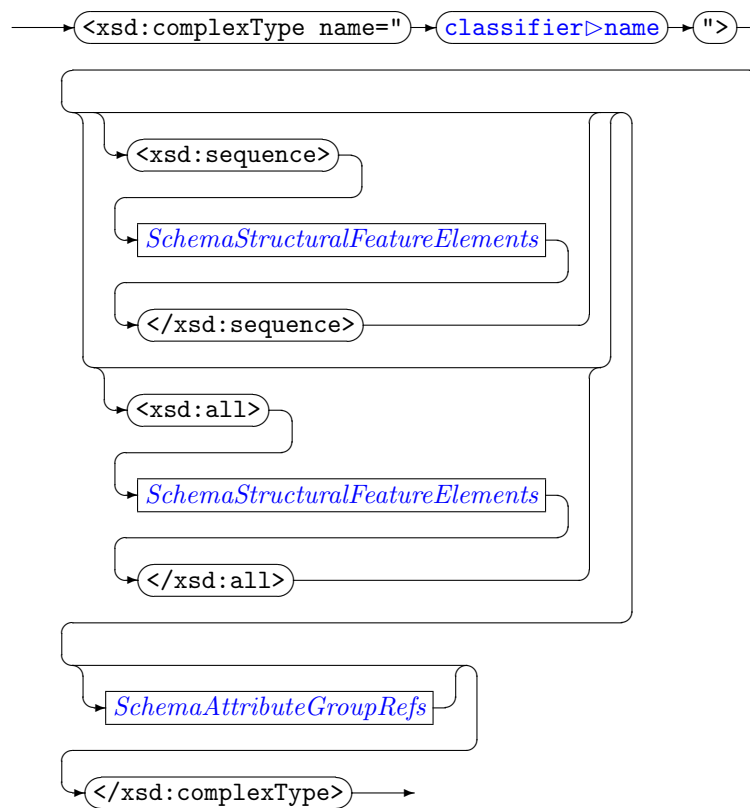 <xsd:complexType name=" classifier▷name ">
<xsd:sequence>
SchemaStructuralFeatureElements
</xsd:sequence>
<xsd:all>
SchemaStructuralFeatureElements
</xsd:all>
SchemaAttributeGroupRefs
</xsd:complexType>